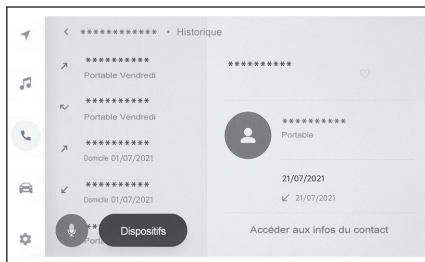 ************ • Historique
**********
Portable Vendredi
**********
Portable Vendredi
**********
Domicile 01/07/2021
**********
Domicile 01/07/2021
**
Porta
Dispositifs
**********
**********
Portable
21/07/2021
21/07/2021
Accéder aux infos du contact